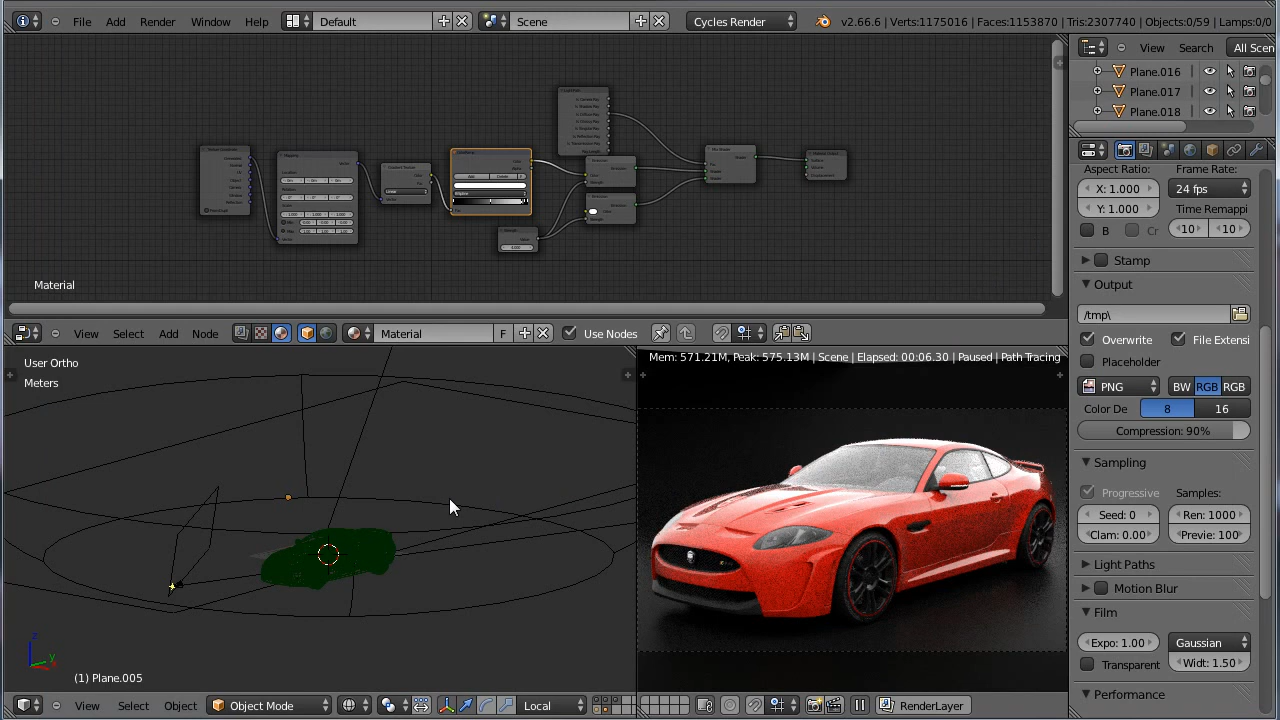 File Add Render Window Help Default Scene Cycles Render v2.66.6 | Verts:1175016 | Faces:1153870 | Tris:2307740 | Objects:0/59 | Lamps:0/0
View Search All Scen
Plane.016
Plane.017
Plane.018
Aspect Ratio: Frame Rate:
X: 1.000 24 fps
Y: 1.000 Time Remappi
B Cr 10 10
Stamp
Output
/tmp\
Overwrite File Extensi
Placeholder
PNG BW RGB RGB
Color De 8 16
Compression: 90%
Sampling
Progressive Samples:
Seed: 0 Ren: 1000
Clam: 0.00 Previe: 100
Light Paths
Motion Blur
Film
Expo: 1.00 Gaussian
Transparent Widt: 1.50
Performance
Material
View Select Add Node Material F Use Nodes
User Ortho
Meters
Mem: 571.21M, Peak: 575.13M | Scene | Elapsed: 00:06.30 | Paused | Path Tracing
z
y
(1) Plane.005
View Select Object Object Mode Local RenderLayer